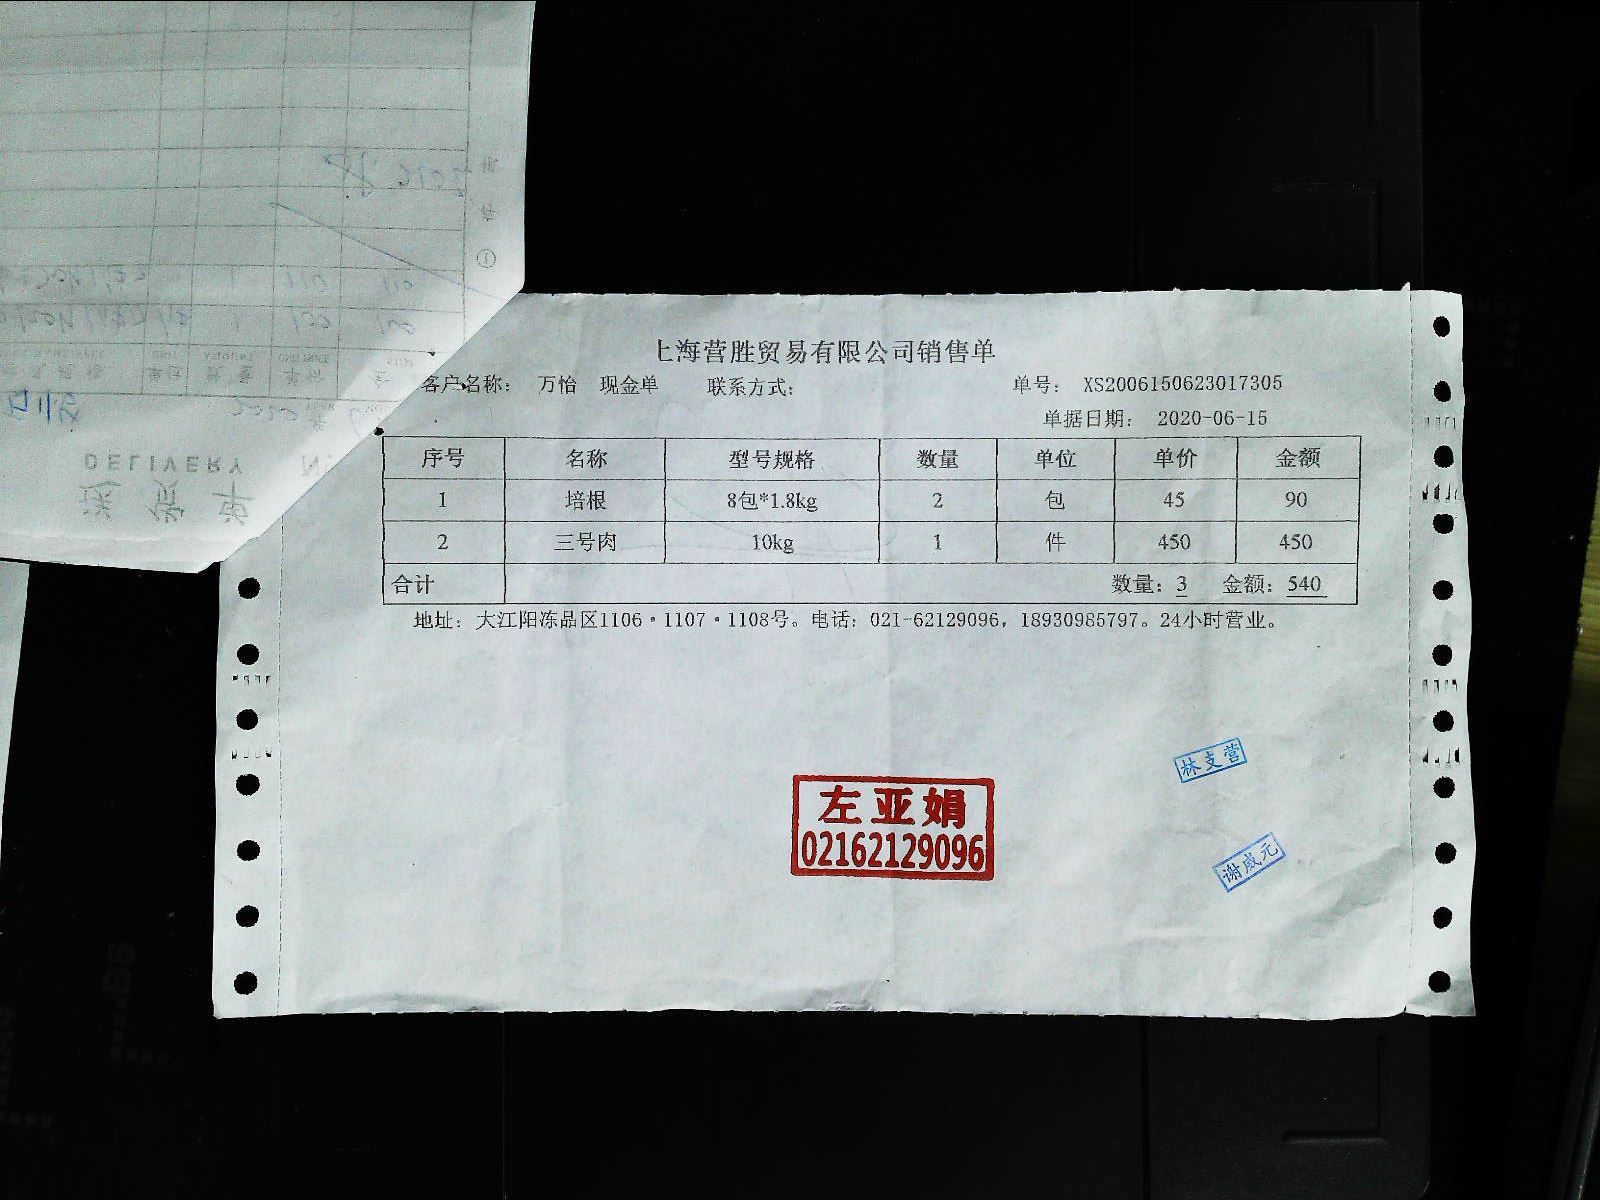 上海营胜贸易有限公司销售单
客户名称： 万怡 现金单 联系方式： 单号： XS2006150623017305
单据日期： 2020-06-15
序号 名称 型号规格 数量 单位 单价 金额
1 培根 8包*1.8kg 2 包 45 90
2 三号肉 10kg 1 件 450 450
合计 数量：3 金额：540
地址：大江阳冻品区1106·1107·1108号。电话：021-62129096，18930985797。24小时营业。
林支营
左亚娟
02162129096
谢威元
送货单
DELIVERY
2020